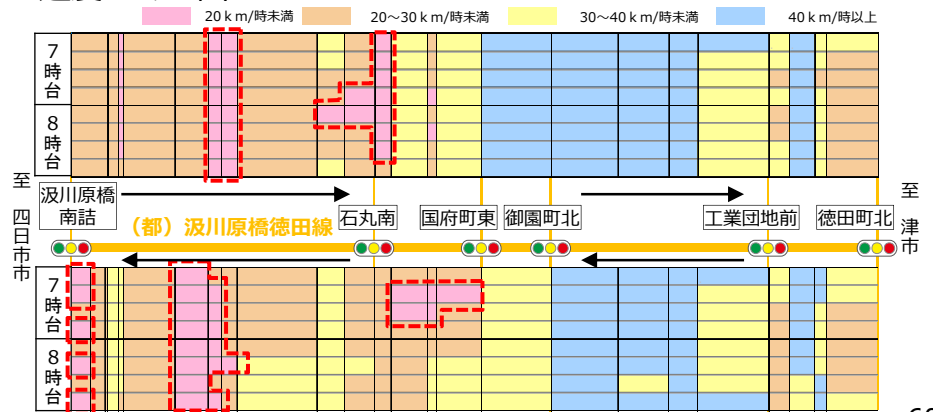 20ｋｍ/時未満
20～30ｋｍ/時未満
30～40ｋｍ/時未満
40ｋｍ/時以上
7時台
8時台
至 四日市市
汲川原橋
南詰
石丸南
国府町東
御園町北
工業団地前
徳田町北
至 津市
（都）汲川原橋徳田線
7時台
8時台